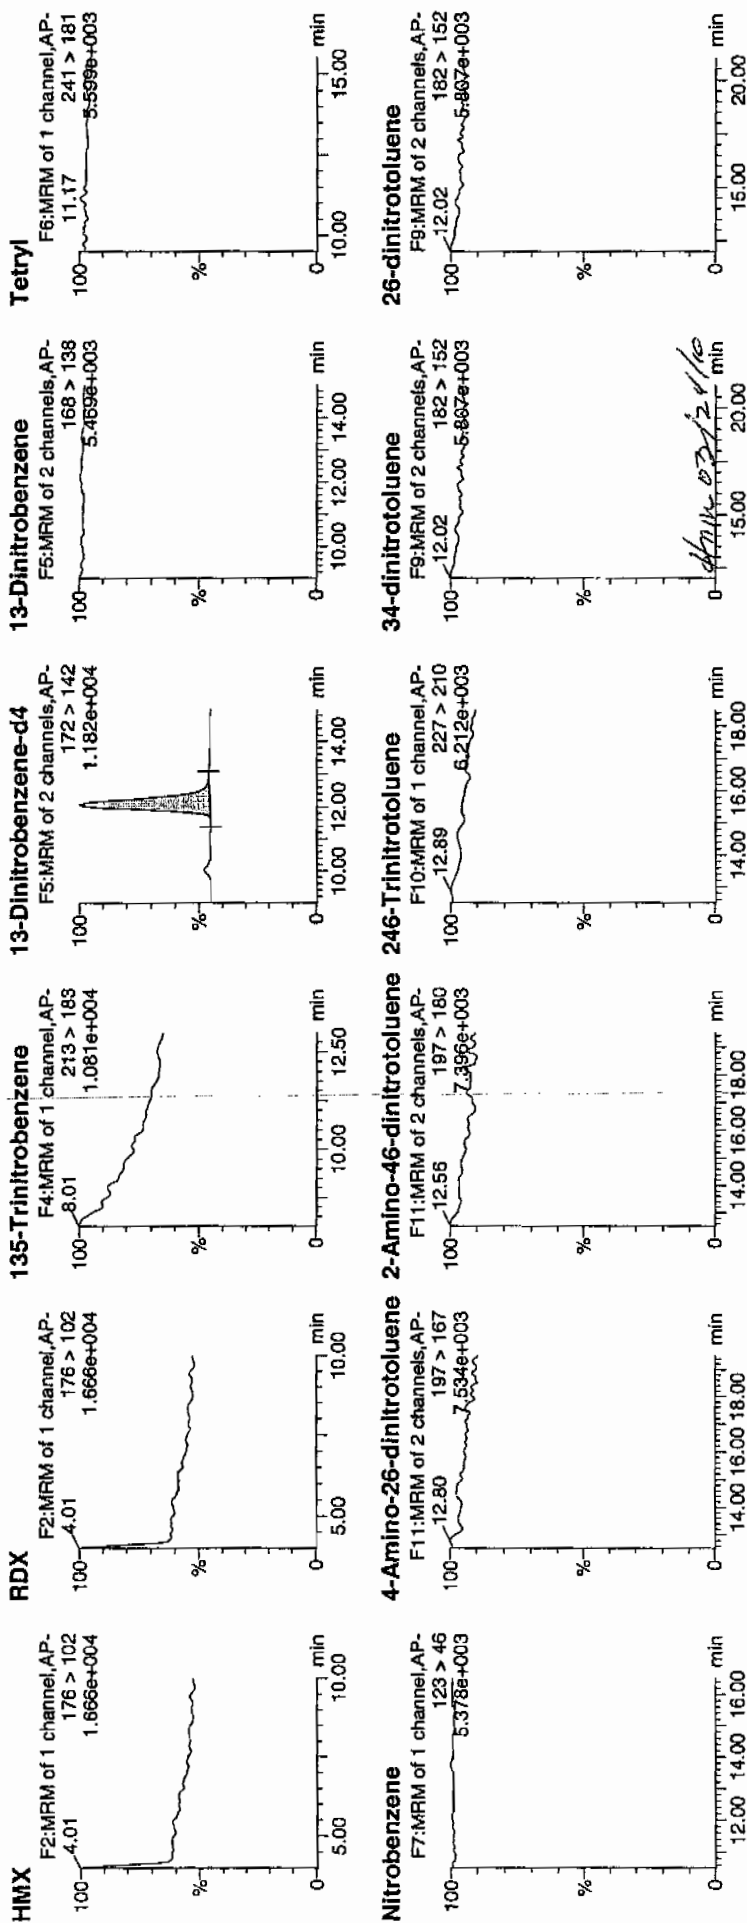 HMX
F2:MRM of 1 channel,AP-
176 > 102
1.666e+004
4.01
100
%
0
5.00
10.00
min
RDX
F2:MRM of 1 channel,AP-
176 > 102
1.666e+004
4.01
100
%
0
5.00
10.00
min
135-Trinitrobenzene
F4:MRM of 1 channel,AP-
213 > 183
1.081e+004
8.01
100
%
0
10.00
12.50
min
13-Dinitrobenzene-d4
F5:MRM of 2 channels,AP-
172 > 142
1.182e+004
100
%
0
10.00
12.00
14.00
min
13-Dinitrobenzene
F5:MRM of 2 channels,AP-
168 > 138
5.469e+003
100
%
0
10.00
12.00
14.00
min
Tetryl
F6:MRM of 1 channel,AP-
241 > 181
5.599e+003
11.17
100
%
0
10.00
15.00
min
Nitrobenzene
F7:MRM of 1 channel,AP-
123 > 46
5.378e+003
100
%
0
12.00
14.00
16.00
min
4-Amino-26-dinitrotoluene
F11:MRM of 2 channels,AP-
197 > 167
7.534e+003
12.80
100
%
0
14.00
16.00
18.00
min
2-Amino-46-dinitrotoluene
F11:MRM of 2 channels,AP-
197 > 180
7.396e+003
12.56
100
%
0
14.00
16.00
18.00
min
246-Trinitrotoluene
F10:MRM of 1 channel,AP-
227 > 210
6.212e+003
12.89
100
%
0
14.00
16.00
18.00
min
34-dinitrotoluene
F9:MRM of 2 channels,AP-
182 > 152
5.867e+003
12.02
100
%
0
15.00
20.00
min
03/24/10
26-dinitrotoluene
F9:MRM of 2 channels,AP-
182 > 152
5.867e+003
12.02
100
%
0
15.00
20.00
min